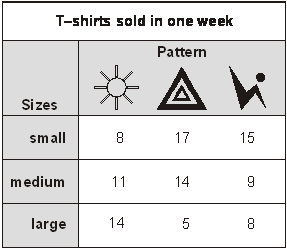 T-shirts sold in one week
Pattern
Sizes
small 8 17 15
medium 11 14 9
large 14 5 8